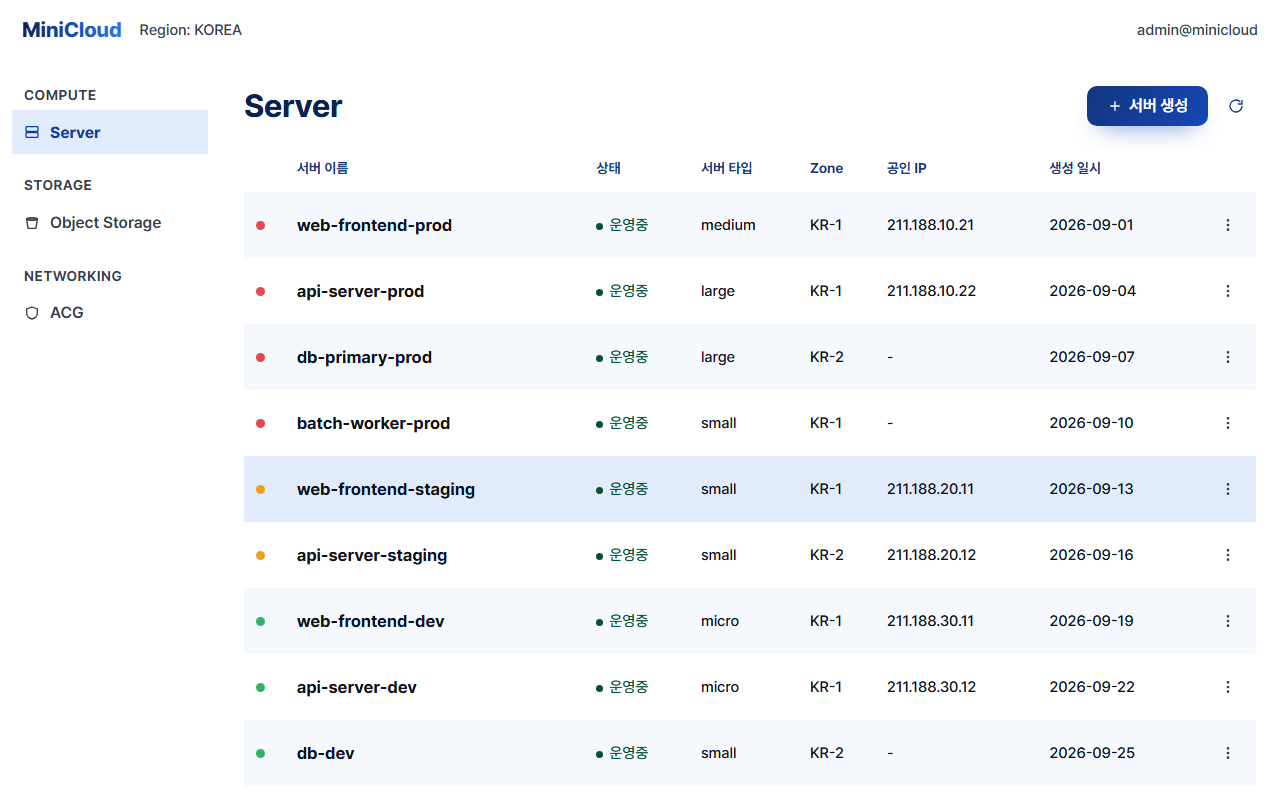 MiniCloud Region: KOREA admin@minicloud
COMPUTE
Server
STORAGE
Object Storage
NETWORKING
ACG
Server + 서버 생성
서버 이름 상태 서버 타입 Zone 공인 IP 생성 일시
web-frontend-prod 운영중 medium KR-1 211.188.10.21 2026-09-01
api-server-prod 운영중 large KR-1 211.188.10.22 2026-09-04
db-primary-prod 운영중 large KR-2 - 2026-09-07
batch-worker-prod 운영중 small KR-1 - 2026-09-10
web-frontend-staging 운영중 small KR-1 211.188.20.11 2026-09-13
api-server-staging 운영중 small KR-2 211.188.20.12 2026-09-16
web-frontend-dev 운영중 micro KR-1 211.188.30.11 2026-09-19
api-server-dev 운영중 micro KR-1 211.188.30.12 2026-09-22
db-dev 운영중 small KR-2 - 2026-09-25